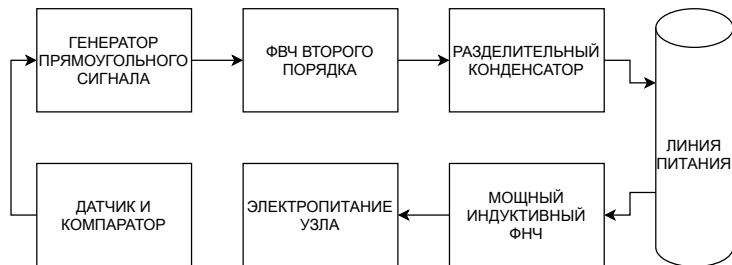 ГЕНЕРАТОР
ПРЯМОУГОЛЬНОГО
СИГНАЛА
ФВЧ ВТОРОГО
ПОРЯДКА
РАЗДЕЛИТЕЛЬНЫЙ
КОНДЕНСАТОР
ЛИНИЯ
ПИТАНИЯ
ДАТЧИК И
КОМПАРАТОР
ЭЛЕКТРОПИТАНИЕ
УЗЛА
МОЩНЫЙ
ИНДУКТИВНЫЙ
ФНЧ